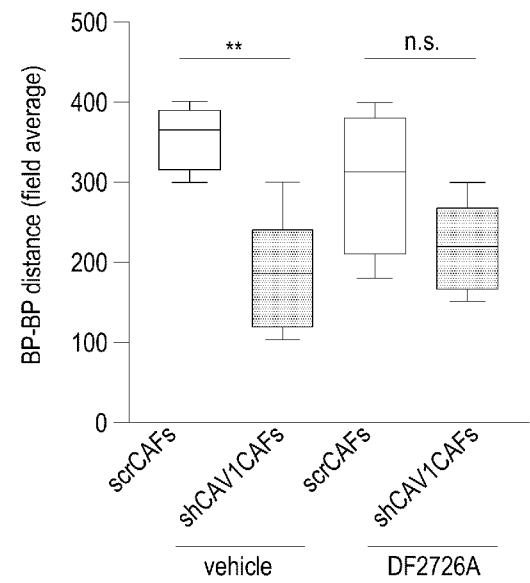 BP-BP distance (field average)
500
400
300
200
100
0
**
n.s.
scrCAFs
shCAV1CAFs
scrCAFs
shCAV1CAFs
vehicle
DF2726A